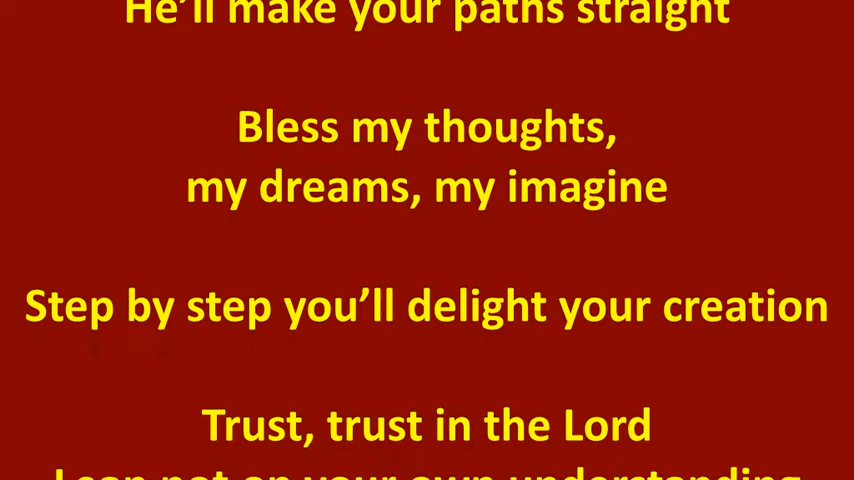 He'll make your paths straight
Bless my thoughts,
my dreams, my imagine
Step by step you'll delight your creation
Trust, trust in the Lord
Lean not on your own understanding